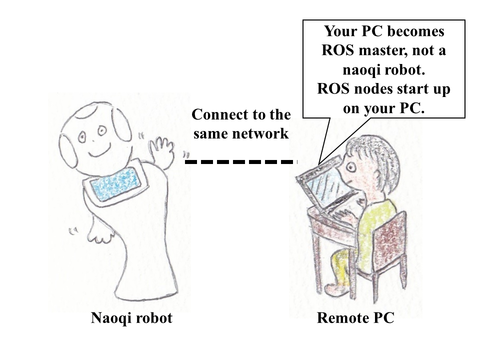 Your PC becomes
ROS master, not a
naoqi robot.
ROS nodes start up
on your PC.
Connect to the
same network
Naoqi robot
Remote PC